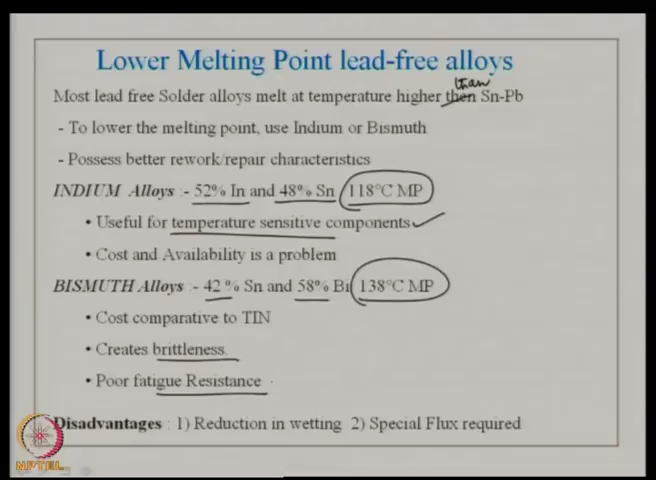 Lower Melting Point lead-free alloys
than
Most lead free Solder alloys melt at temperature higher then Sn-Pb
- To lower the melting point, use Indium or Bismuth
- Possess better rework/repair characteristics
INDIUM Alloys :- 52% In and 48% Sn 118°C MP
• Useful for temperature sensitive components
• Cost and Availability is a problem
BISMUTH Alloys :- 42 % Sn and 58% Bi 138°C MP
• Cost comparative to TIN
• Creates brittleness.
• Poor fatigue Resistance
Disadvantages : 1) Reduction in wetting 2) Special Flux required
NPTEL